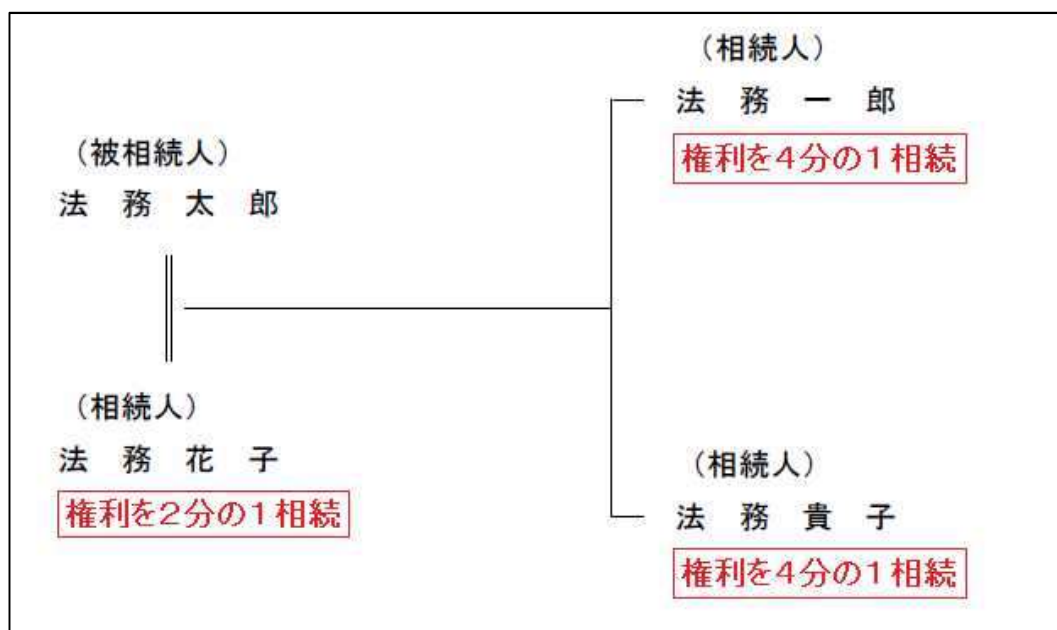 （被相続人）
法　務　太　郎
（相続人）
法　務　花　子
権利を２分の１相続
（相続人）
法　務　一　郎
権利を４分の１相続
（相続人）
法　務　貴　子
権利を４分の１相続